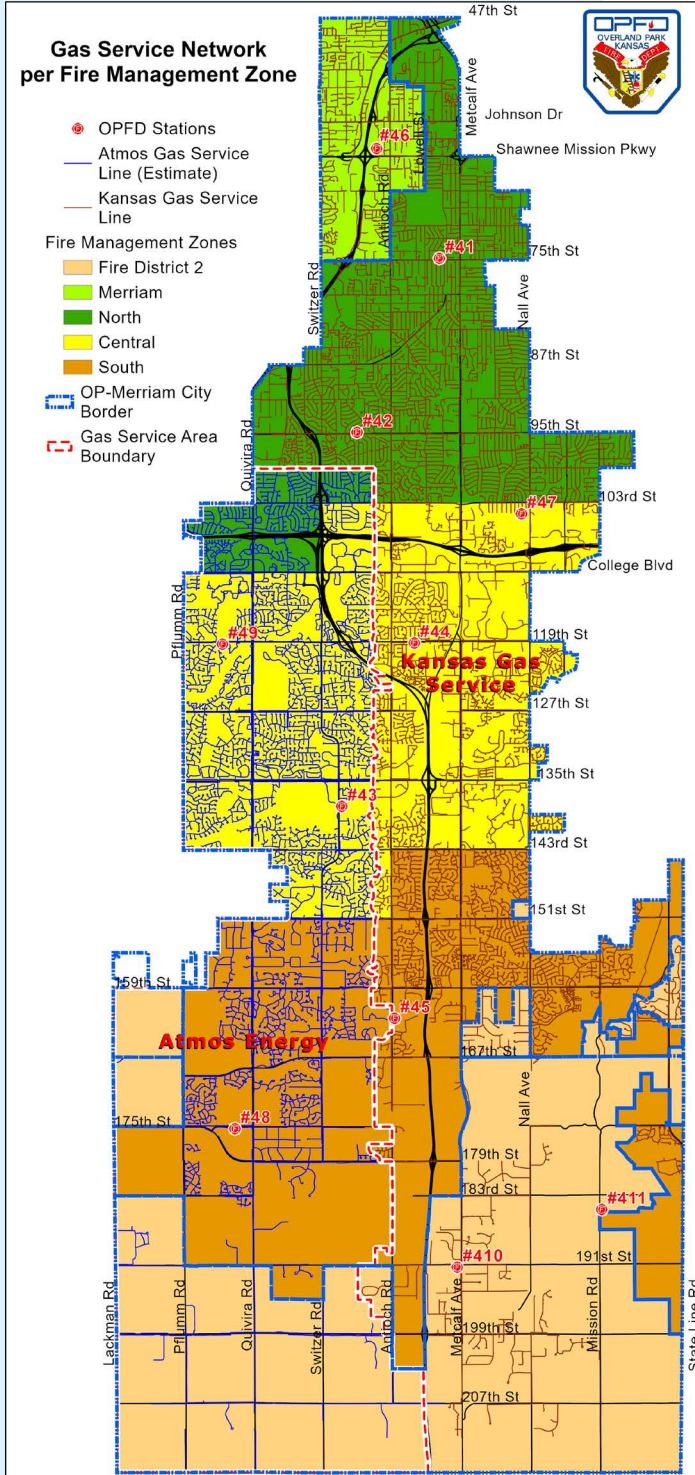 Gas Service Network
per Fire Management Zone
OPFD Stations
Atmos Gas Service
Line (Estimate)
Kansas Gas Service
Line
Fire Management Zones
Fire District 2
Merriam
North
Central
South
OP-Merriam City
Border
Gas Service Area
Boundary
OPFD
OVERLAND PARK
KANSAS
FIRE
DEPT
47th St
Metcalf Ave
Johnson Dr
Shawnee Mission Pkwy
#46
Lowell St
Antioch Rd
#41
75th St
Switzer Rd
Nall Ave
87th St
#42
95th St
Quivira Rd
103rd St
#47
College Blvd
Pflumm Rd
#49
#44
119th St
Kansas Gas
Service
127th St
135th St
#43
143rd St
151st St
159th St
#45
Atmos Energy
167th St
Nall Ave
175th St
#48
179th St
183rd St
#411
#410
191st St
Lackman Rd
Pflumm Rd
Quivira Rd
Switzer Rd
Antioch Rd
Metcalf Ave
Mission Rd
State Line Rd
199th St
207th St